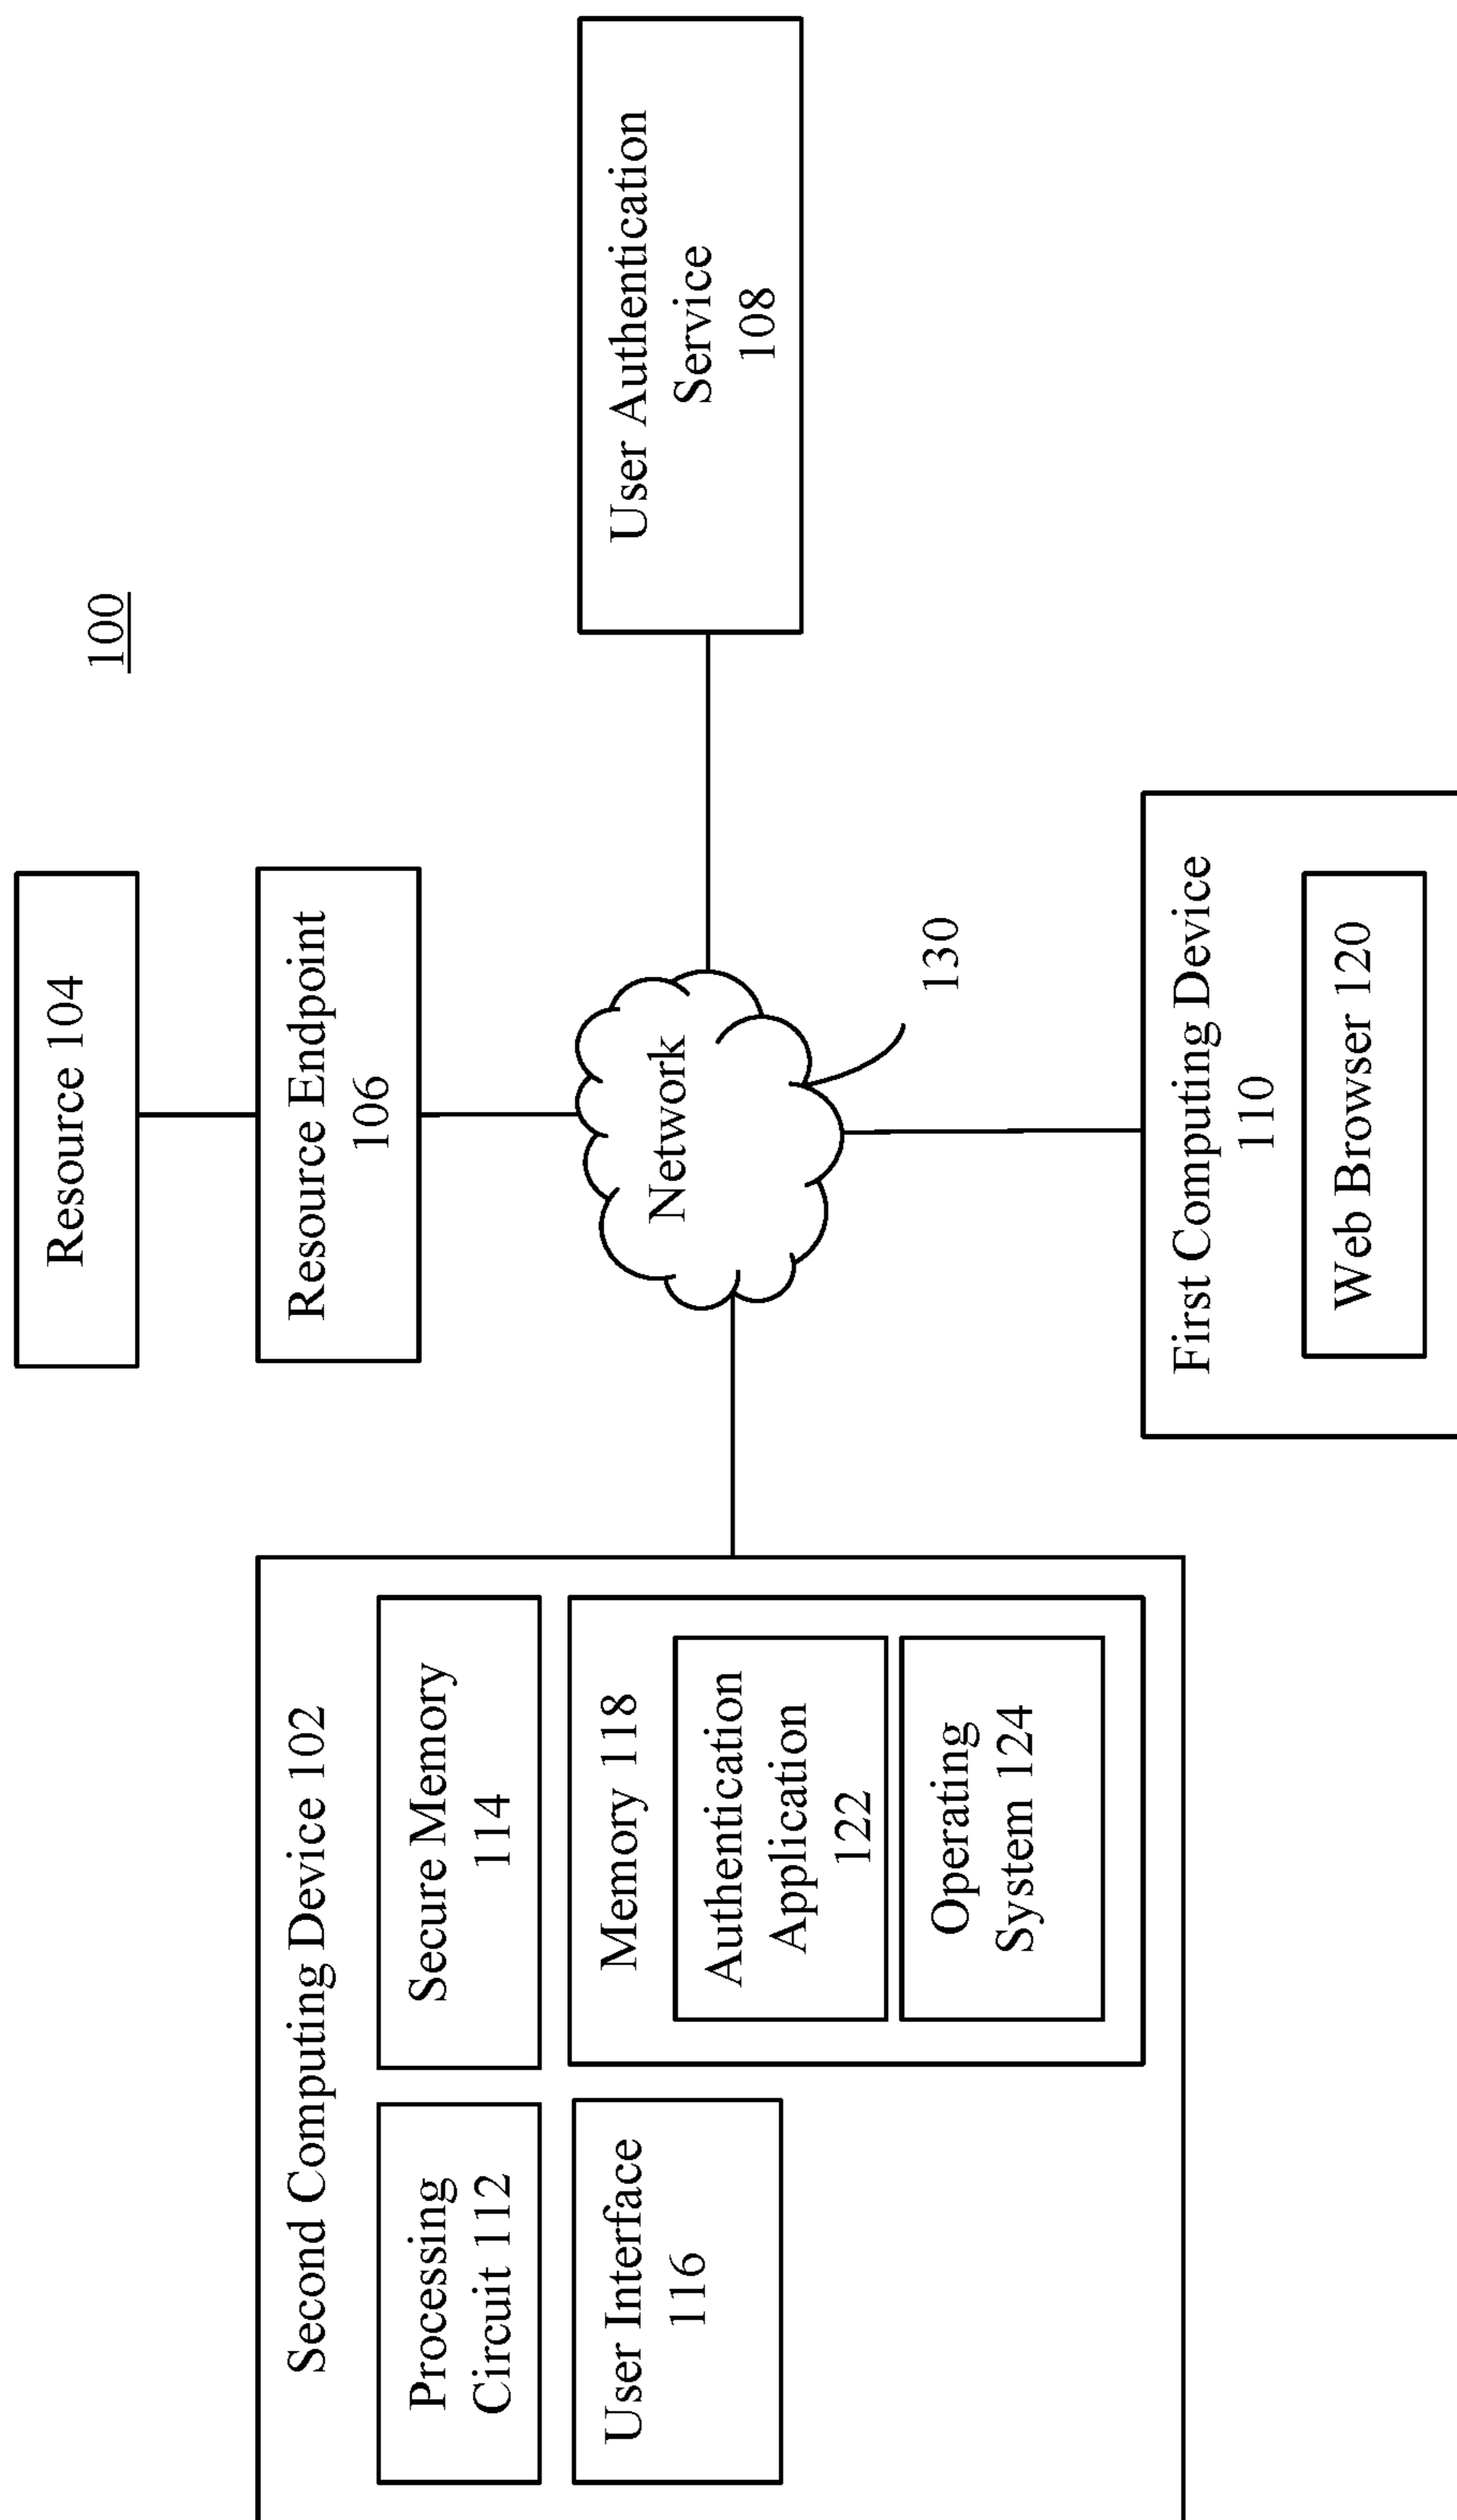 100
Resource 104
Resource Endpoint
106
Second Computing Device 102
Processing
Circuit 112
Secure Memory
114
User Interface
116
Memory 118
Authentication
Application
122
Operating
System 124
Network
130
User Authentication
Service
108
First Computing Device
110
Web Browser 120